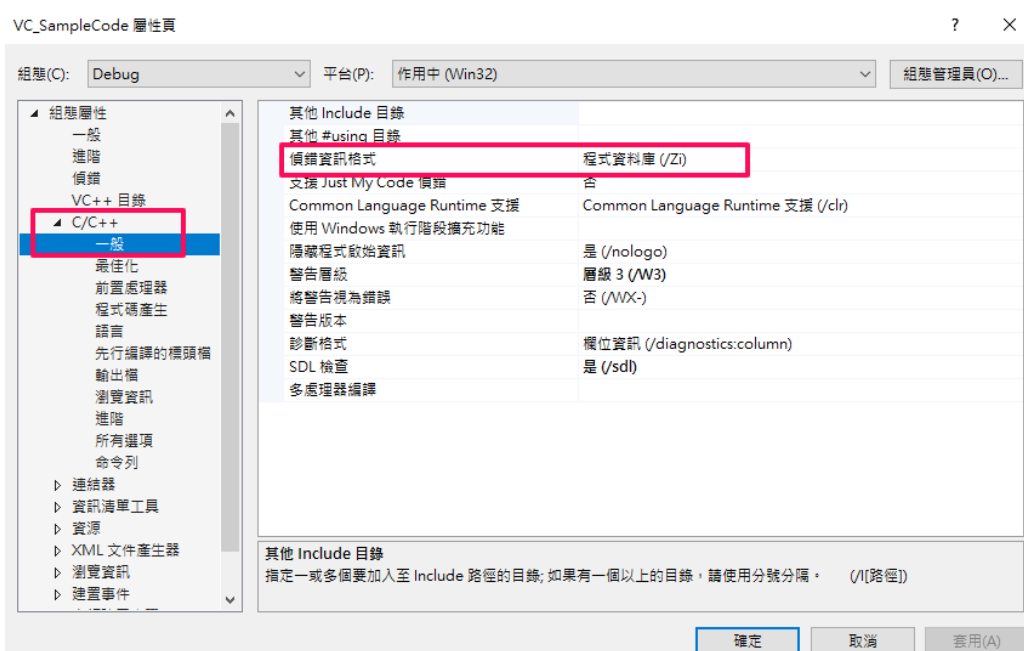 VC_SampleCode 屬性頁 ? ×
組態(C): Debug 平台(P): 作用中 (Win32) 組態管理員(O)...
組態屬性
一般
進階
偵錯
VC++ 目錄
C/C++
一般
最佳化
前置處理器
程式碼產生
語言
先行編譯的標頭檔
輸出檔
瀏覽資訊
進階
所有選項
命令列
連結器
資訊清單工具
資源
XML 文件產生器
瀏覽資訊
建置事件
其他 Include 目錄
其他 #using 目錄
偵錯資訊格式 程式資料庫 (/Zi)
支援 Just My Code 偵錯 否
Common Language Runtime 支援 Common Language Runtime 支援 (/clr)
使用 Windows 執行階段擴充功能
隱藏程式啟始資訊 是 (/nologo)
警告層級 層級 3 (/W3)
將警告視為錯誤 否 (/WX-)
警告版本
診斷格式 欄位資訊 (/diagnostics:column)
SDL 檢查 是 (/sdl)
多處理器編譯
其他 Include 目錄
指定一或多個要加入至 Include 路徑的目錄; 如果有一個以上的目錄，請使用分號分隔。 (/I[路徑])
確定 取消 套用(A)